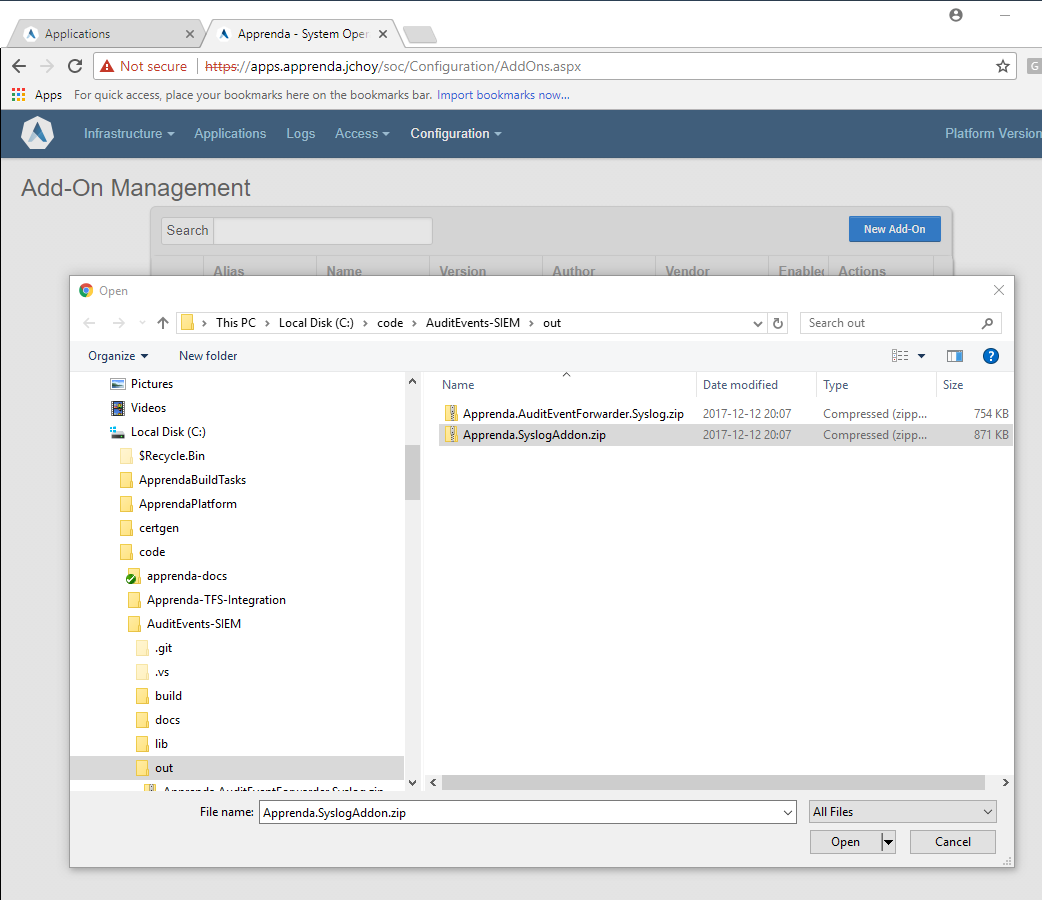 Applications
Apprenda - System Oper
Not secure https://apps.apprenda.jchoy/soc/Configuration/AddOns.aspx
G
Apps For quick access, place your bookmarks here on the bookmarks bar. Import bookmarks now...
Infrastructure Applications Logs Access Configuration Platform Version
Add-On Management
Search New Add-On
Alias Name Version Author Vendor Enabled Actions
Open
This PC > Local Disk (C:) > code > AuditEvents-SIEM > out
Search out
Organize New folder ?
Name Date modified Type Size
Apprenda.AuditEventForwarder.Syslog.zip 2017-12-12 20:07 Compressed (zipp... 754 KB
Apprenda.SyslogAddon.zip 2017-12-12 20:07 Compressed (zipp... 871 KB
Pictures
Videos
Local Disk (C:)
$Recycle.Bin
ApprendaBuildTasks
ApprendaPlatform
certgen
code
apprenda-docs
Apprenda-TFS-Integration
AuditEvents-SIEM
.git
.vs
build
docs
lib
out
Apprenda.AuditEventForwarder.Syslog.zip
File name: Apprenda.SyslogAddon.zip All Files
Open Cancel